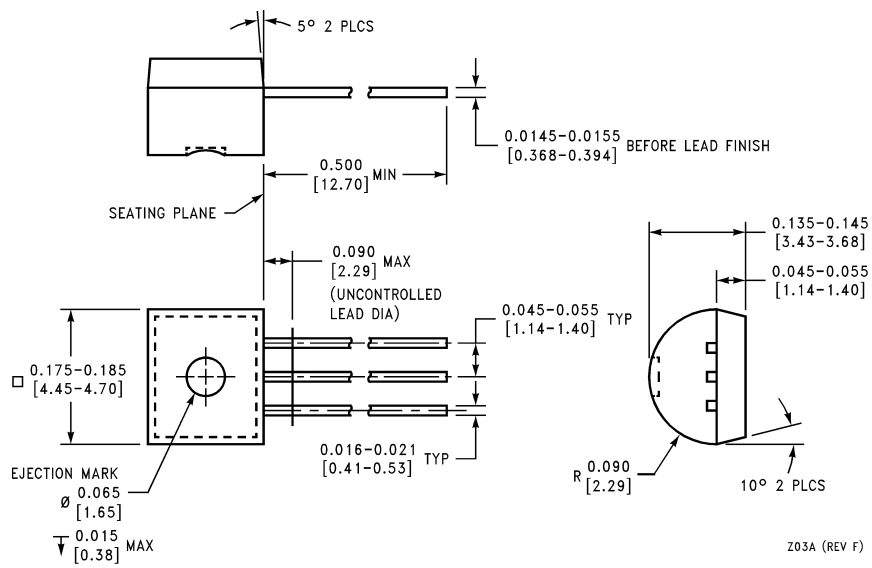 5° 2 PLCS
0.0145-0.0155
[0.368-0.394] BEFORE LEAD FINISH
0.500
[12.70] MIN
SEATING PLANE
0.135-0.145
[3.43-3.68]
0.090
[2.29] MAX
(UNCONTROLLED
LEAD DIA)
0.045-0.055
[1.14-1.40]
0.045-0.055
[1.14-1.40] TYP
0.175-0.185
[4.45-4.70]
0.016-0.021
[0.41-0.53] TYP
EJECTION MARK
ø 0.065
[1.65]
0.015
[0.38] MAX
R 0.090
[2.29]
10° 2 PLCS
Z03A (REV F)